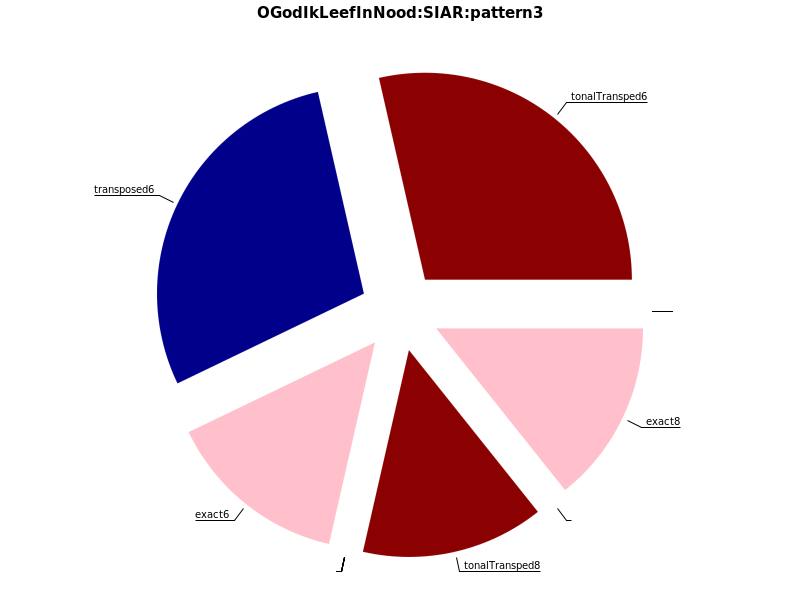 OGodIkLeefInNood:SIAR:pattern3
tonalTransped6
transposed6
exact8
exact6
tonalTransped8